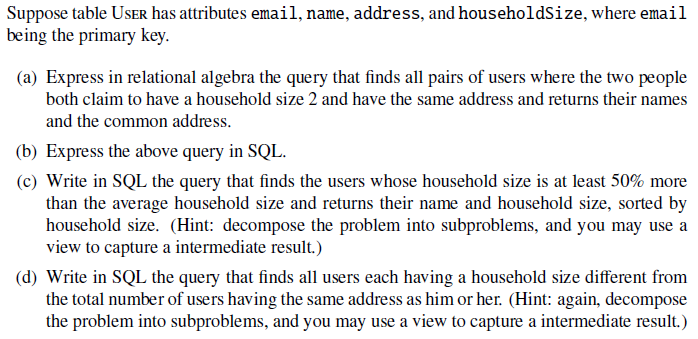 Suppose table USER has attributes email, name, address, and householdSize, where email
being the primary key.
(a) Express in relational algebra the query that finds all pairs of users where the two people
both claim to have a household size 2 and have the same address and returns their names
and the common address.
(b) Express the above query in SQL.
(c) Write in SQL the query that finds the users whose household size is at least 50% more
than the average household size and returns their name and household size, sorted by
household size. (Hint: decompose the problem into subproblems, and you may use a
view to capture a intermediate result.)
(d) Write in SQL the query that finds all users each having a household size different from
the total number of users having the same address as him or her. (Hint: again, decompose
the problem into subproblems, and you may use a view to capture a intermediate result.)